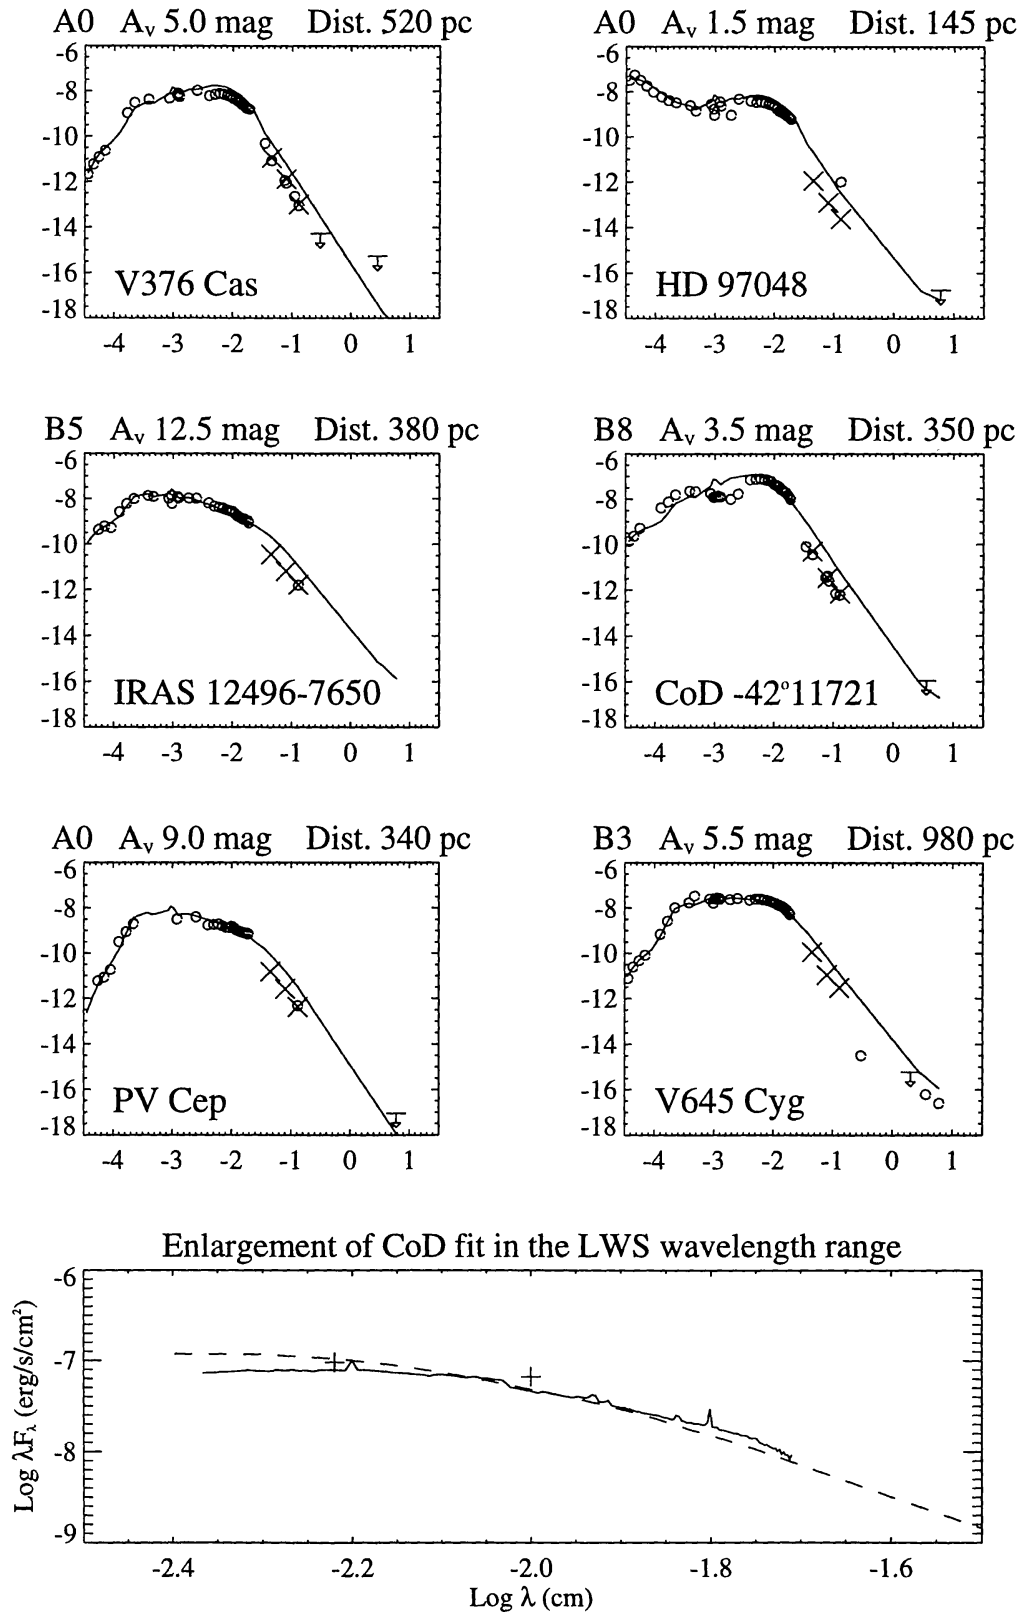 A0 Aᵥ 5.0 mag Dist. 520 pc
A0 Aᵥ 1.5 mag Dist. 145 pc
-6
-8
-10
-12
-14
-16
-18
V376 Cas
-4 -3 -2 -1 0 1
-6
-8
-10
-12
-14
-16
-18
HD 97048
-4 -3 -2 -1 0 1
B5 Aᵥ 12.5 mag Dist. 380 pc
B8 Aᵥ 3.5 mag Dist. 350 pc
-6
-8
-10
-12
-14
-16
-18
IRAS 12496-7650
-4 -3 -2 -1 0 1
-6
-8
-10
-12
-14
-16
-18
CoD -42°11721
-4 -3 -2 -1 0 1
A0 Aᵥ 9.0 mag Dist. 340 pc
B3 Aᵥ 5.5 mag Dist. 980 pc
-6
-8
-10
-12
-14
-16
-18
PV Cep
-4 -3 -2 -1 0 1
-6
-8
-10
-12
-14
-16
-18
V645 Cyg
-4 -3 -2 -1 0 1
Enlargement of CoD fit in the LWS wavelength range
Log λF_λ (erg/s/cm²)
-6
-7
-8
-9
-2.4 -2.2 -2.0 -1.8 -1.6
Log λ (cm)